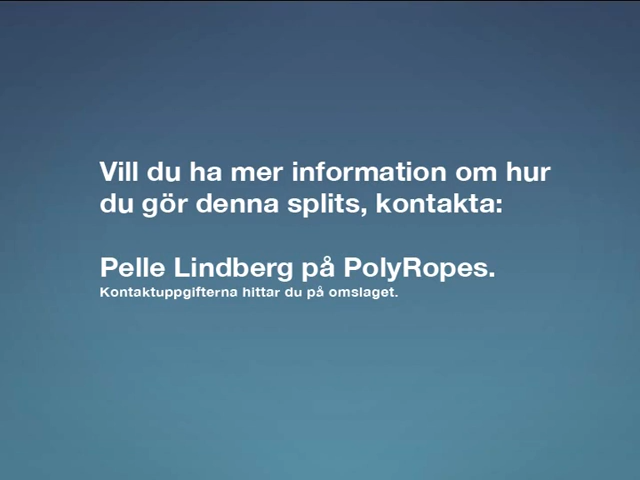 Vill du ha mer information om hur
du gör denna splits, kontakta:
Pelle Lindberg på PolyRopes.
Kontaktuppgifterna hittar du på omslaget.